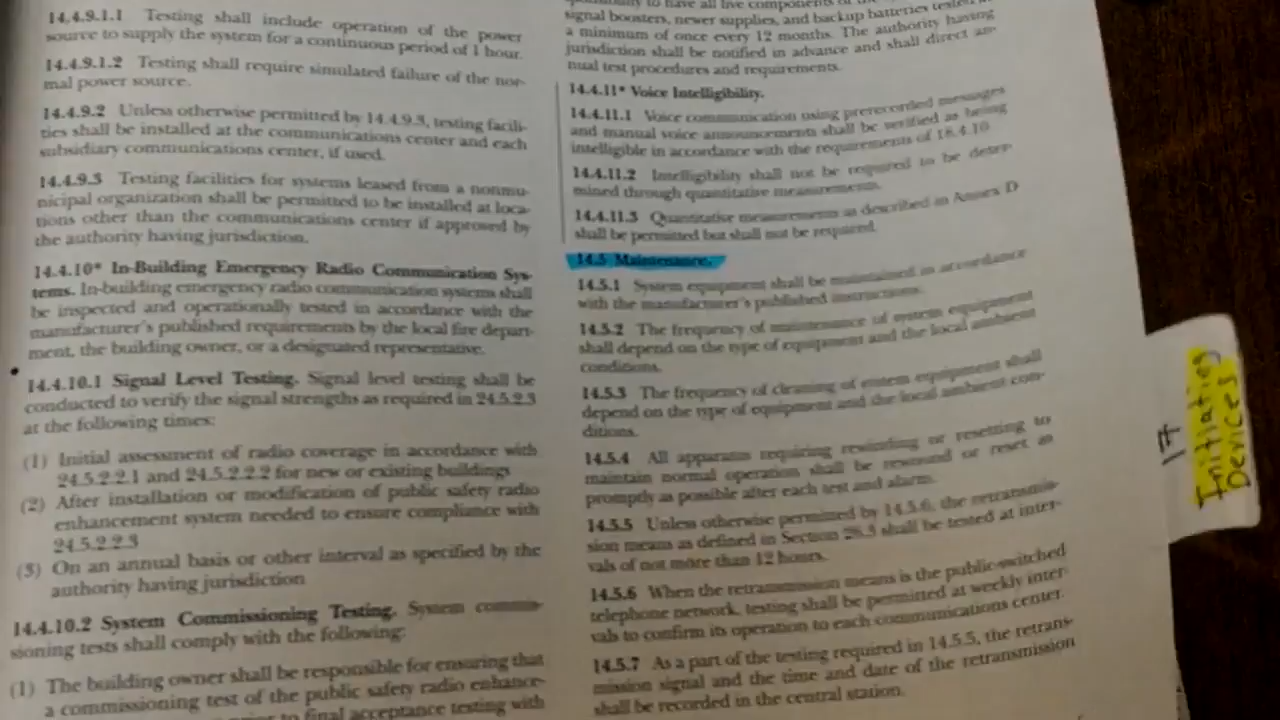 14.4.9.1.1 Testing shall include operation of the power
source to supply the system for a continuous period of 1 hour.
14.4.9.1.2 Testing shall require simulated failure of the nor-
mal power source.
14.4.9.2 Unless otherwise permitted by 14.4.9.3, testing facili-
ties shall be installed at the communications center and each
subsidiary communications center, if used.
14.4.9.3 Testing facilities for systems leased from a nonmu-
nicipal organization shall be permitted to be installed at loca-
tions other than the communications center if approved by
the authority having jurisdiction.
14.4.10* In-Building Emergency Radio Communication Sys-
tems. In-building emergency radio communication systems shall
be inspected and operationally tested in accordance with the
manufacturer's published requirements by the local fire depart-
ment, the building owner, or a designated representative.
14.4.10.1 Signal Level Testing. Signal level testing shall be
conducted to verify the signal strengths as required in 24.5.2.3
at the following times:
(1) Initial assessment of radio coverage in accordance with
24.5.2.2.1 and 24.5.2.2.2 for new or existing buildings
(2) After installation or modification of public safety radio
enhancement system needed to ensure compliance with
24.5.2.2.3
(3) On an annual basis or other interval as specified by the
authority having jurisdiction
14.4.10.2 System Commissioning Testing. System commis-
sioning tests shall comply with the following:
(1) The building owner shall be responsible for ensuring that
a commissioning test of the public safety radio enhance-
to final acceptance testing with
to have all live components of
signal boosters, newer supplies, and backup batteries tested
a minimum of once every 12 months. The authority having
jurisdiction shall be notified in advance and shall direct an-
nual test procedures and requirements.
14.4.11* Voice Intelligibility.
14.4.11.1 Voice communication using prerecorded messages
and manual voice announcements shall be verified as being
intelligible in accordance with the requirements of 18.4.10.
14.4.11.2 Intelligibility shall not be required to be deter-
mined through quantitative measurements.
14.4.11.3 Quantitative measurements as described in Annex D
shall be permitted but shall not be required.
14.5 Maintenance.
14.5.1 System equipment shall be maintained in accordance
with the manufacturer's published instructions.
14.5.2 The frequency of maintenance of system equipment
shall depend on the type of equipment and the local ambient
conditions.
14.5.3 The frequency of cleaning of system equipment shall
depend on the type of equipment and the local ambient con-
ditions.
14.5.4 All apparatus requiring rewinding or resetting to
maintain normal operation shall be rewound or reset as
promptly as possible after each test and alarm.
14.5.5 Unless otherwise permitted by 14.5.6, the retransmis-
sion means as defined in Section 26.3 shall be tested at inter-
vals of not more than 12 hours.
14.5.6 When the retransmission means is the public-switched
telephone network, testing shall be permitted at weekly inter-
vals to confirm its operation to each communications center.
14.5.7 As a part of the testing required in 14.5.5, the retrans-
mission signal and the time and date of the retransmission
shall be recorded in the central station.
17
Initiating
Devices